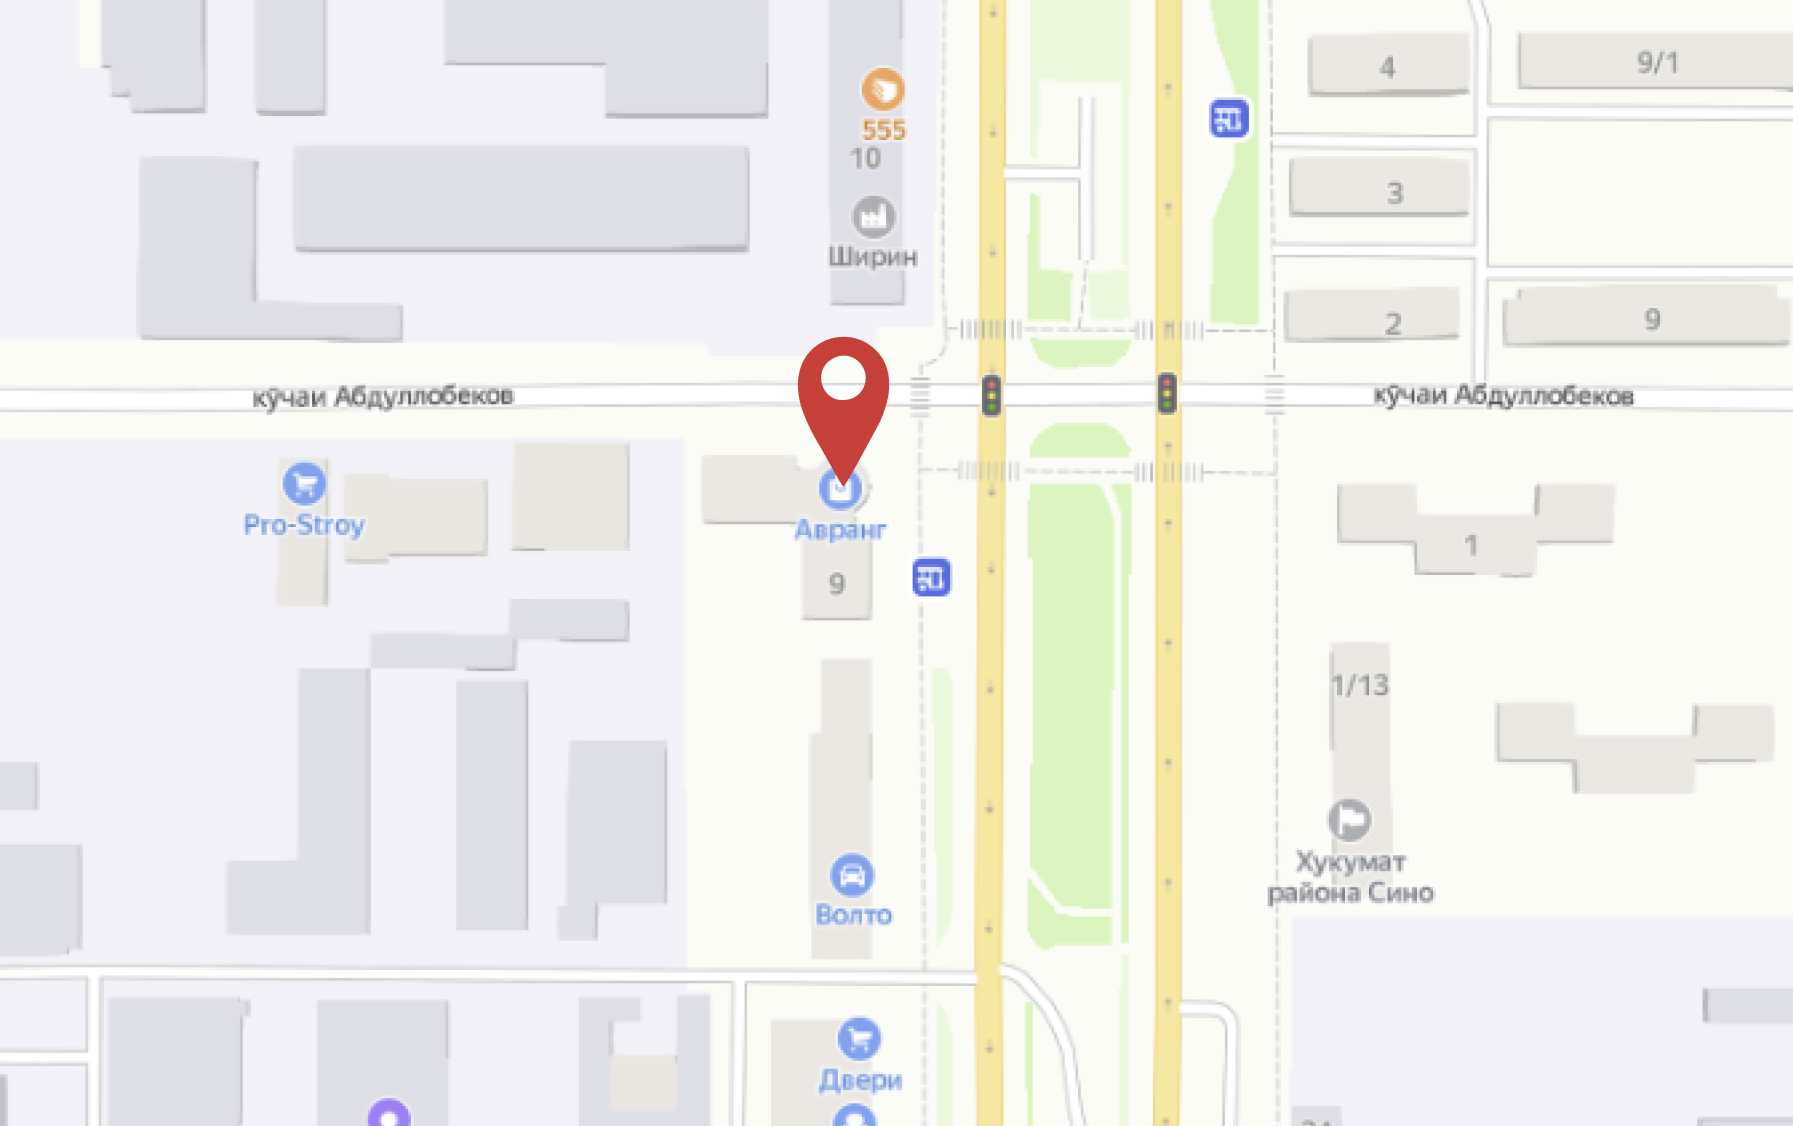 4
9/1
555
10
3
Ширин
2
9
кӯчаи Абдуллобеков
кӯчаи Абдуллобеков
Pro-Stroy
Авранг
1
9
1/13
Хукумат
района Сино
Волто
Двери